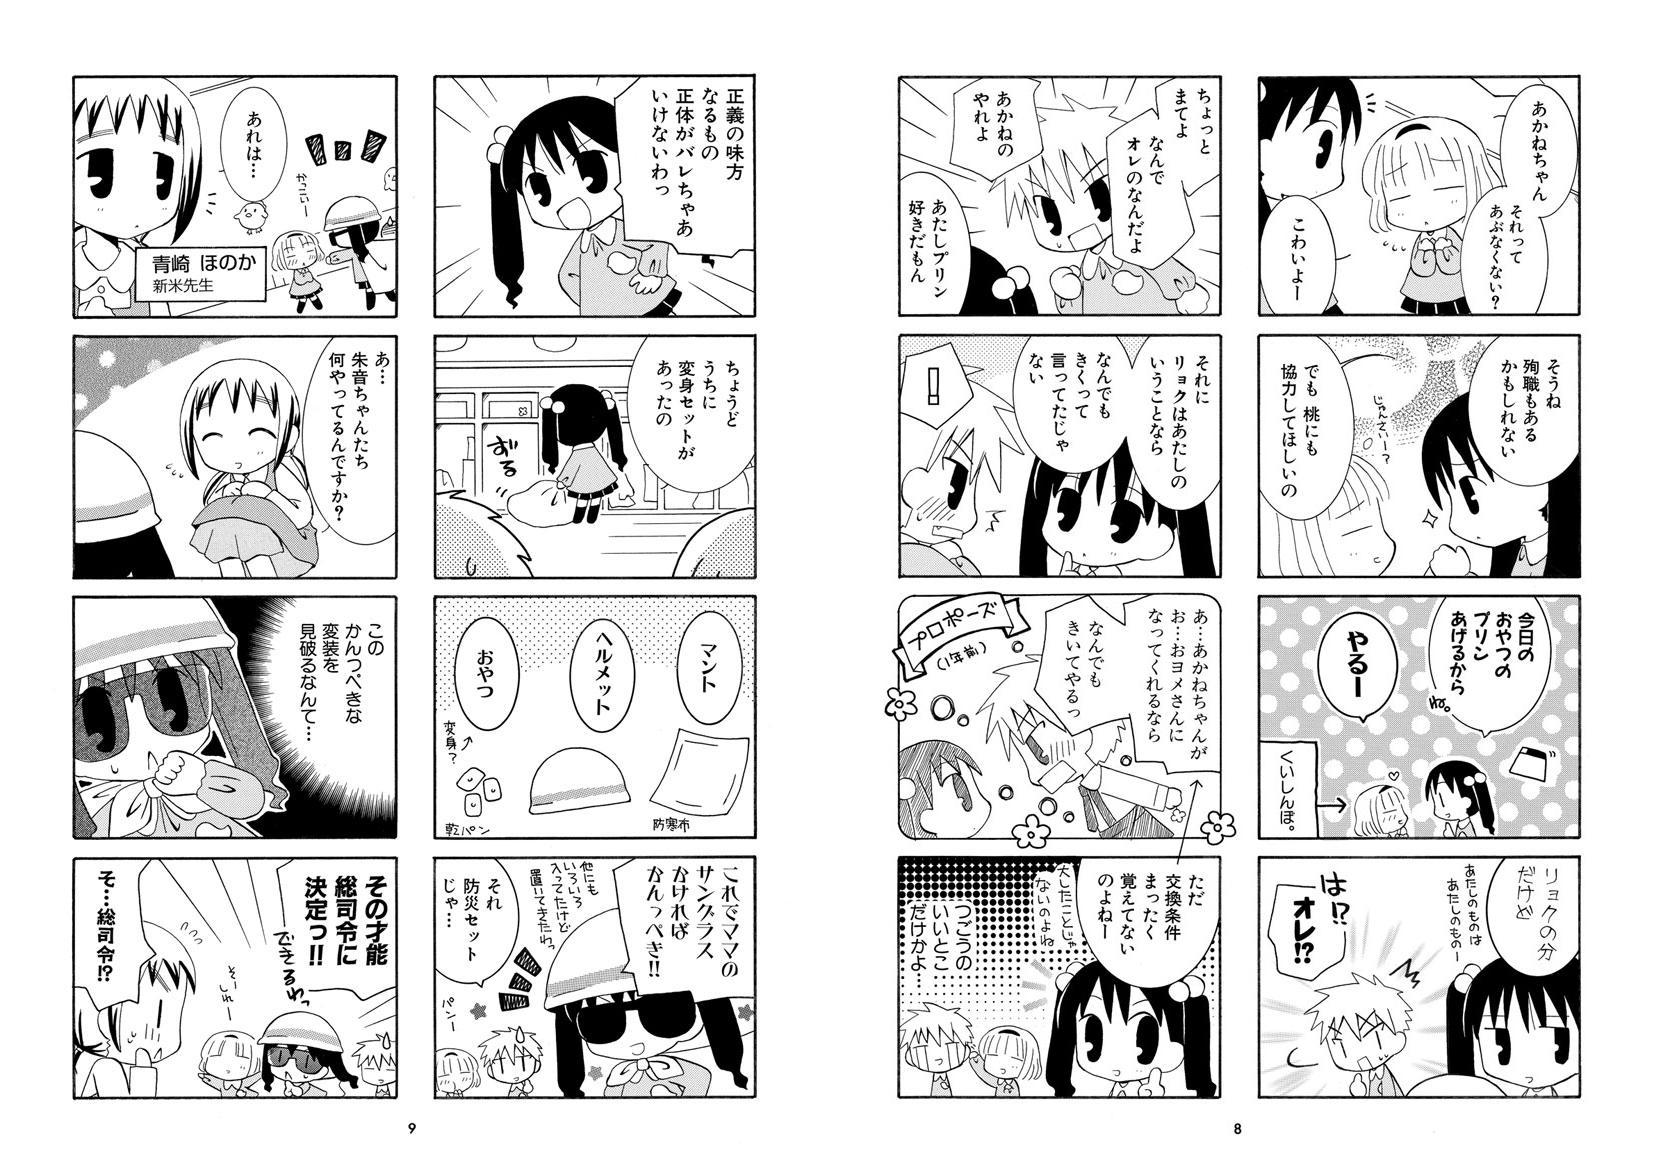 あかねちゃん
それって
あぶなくない?
こわいよー
そうね
殉職もある
かもしれない
じゅんさいー?
でも 桃にも
協力してほしいの
今日の
おやつの
プリン
あげるから
ね。
やるー
くいしんぼ。
リョクの分
だけど
あたしのものは
あたしのものー
は!?
オレ!?
ちょっと
まてよ
なんで
オレのなんだよ
あかねの
やれよ
あたしプリン
好きだもん
それに
リョクはあたしの
いうことなら
なんでも
きくって
言ってたじゃ
ない
!
プロポーズ
(1年前)
あ…あかねちゃんが
お…おヨメさんに
なってくれるなら
なんでも
きいてやるっ
ただ
交換条件
まったく
覚えてない
のよねー
大したことじゃ
ないのよね
つごうの
いいとこ
だけかよ…
8
正義の味方
なるもの
正体がバレちゃあ
いけないわっ
ちょうど
うちに
変身セットが
あったの
ずる
マント
ヘルメット
おやつ
変身?
防寒布
乾パン
これでママの
サングラス
かければ
かんっぺき!!
他にも
いろいろ
入ってたけど
置いてきたわ
それ
防災セット
じゃ…
パンー
あれは…
かっこいー
青崎 ほのか
新米先生
あ…
朱音ちゃんたち
何やってるんですか?
この
かんっぺきな
変装を
見破るなんて…
その才能
総司令に
決定っ!!
できるわっ
そーしれー
そ…総司令!?
9